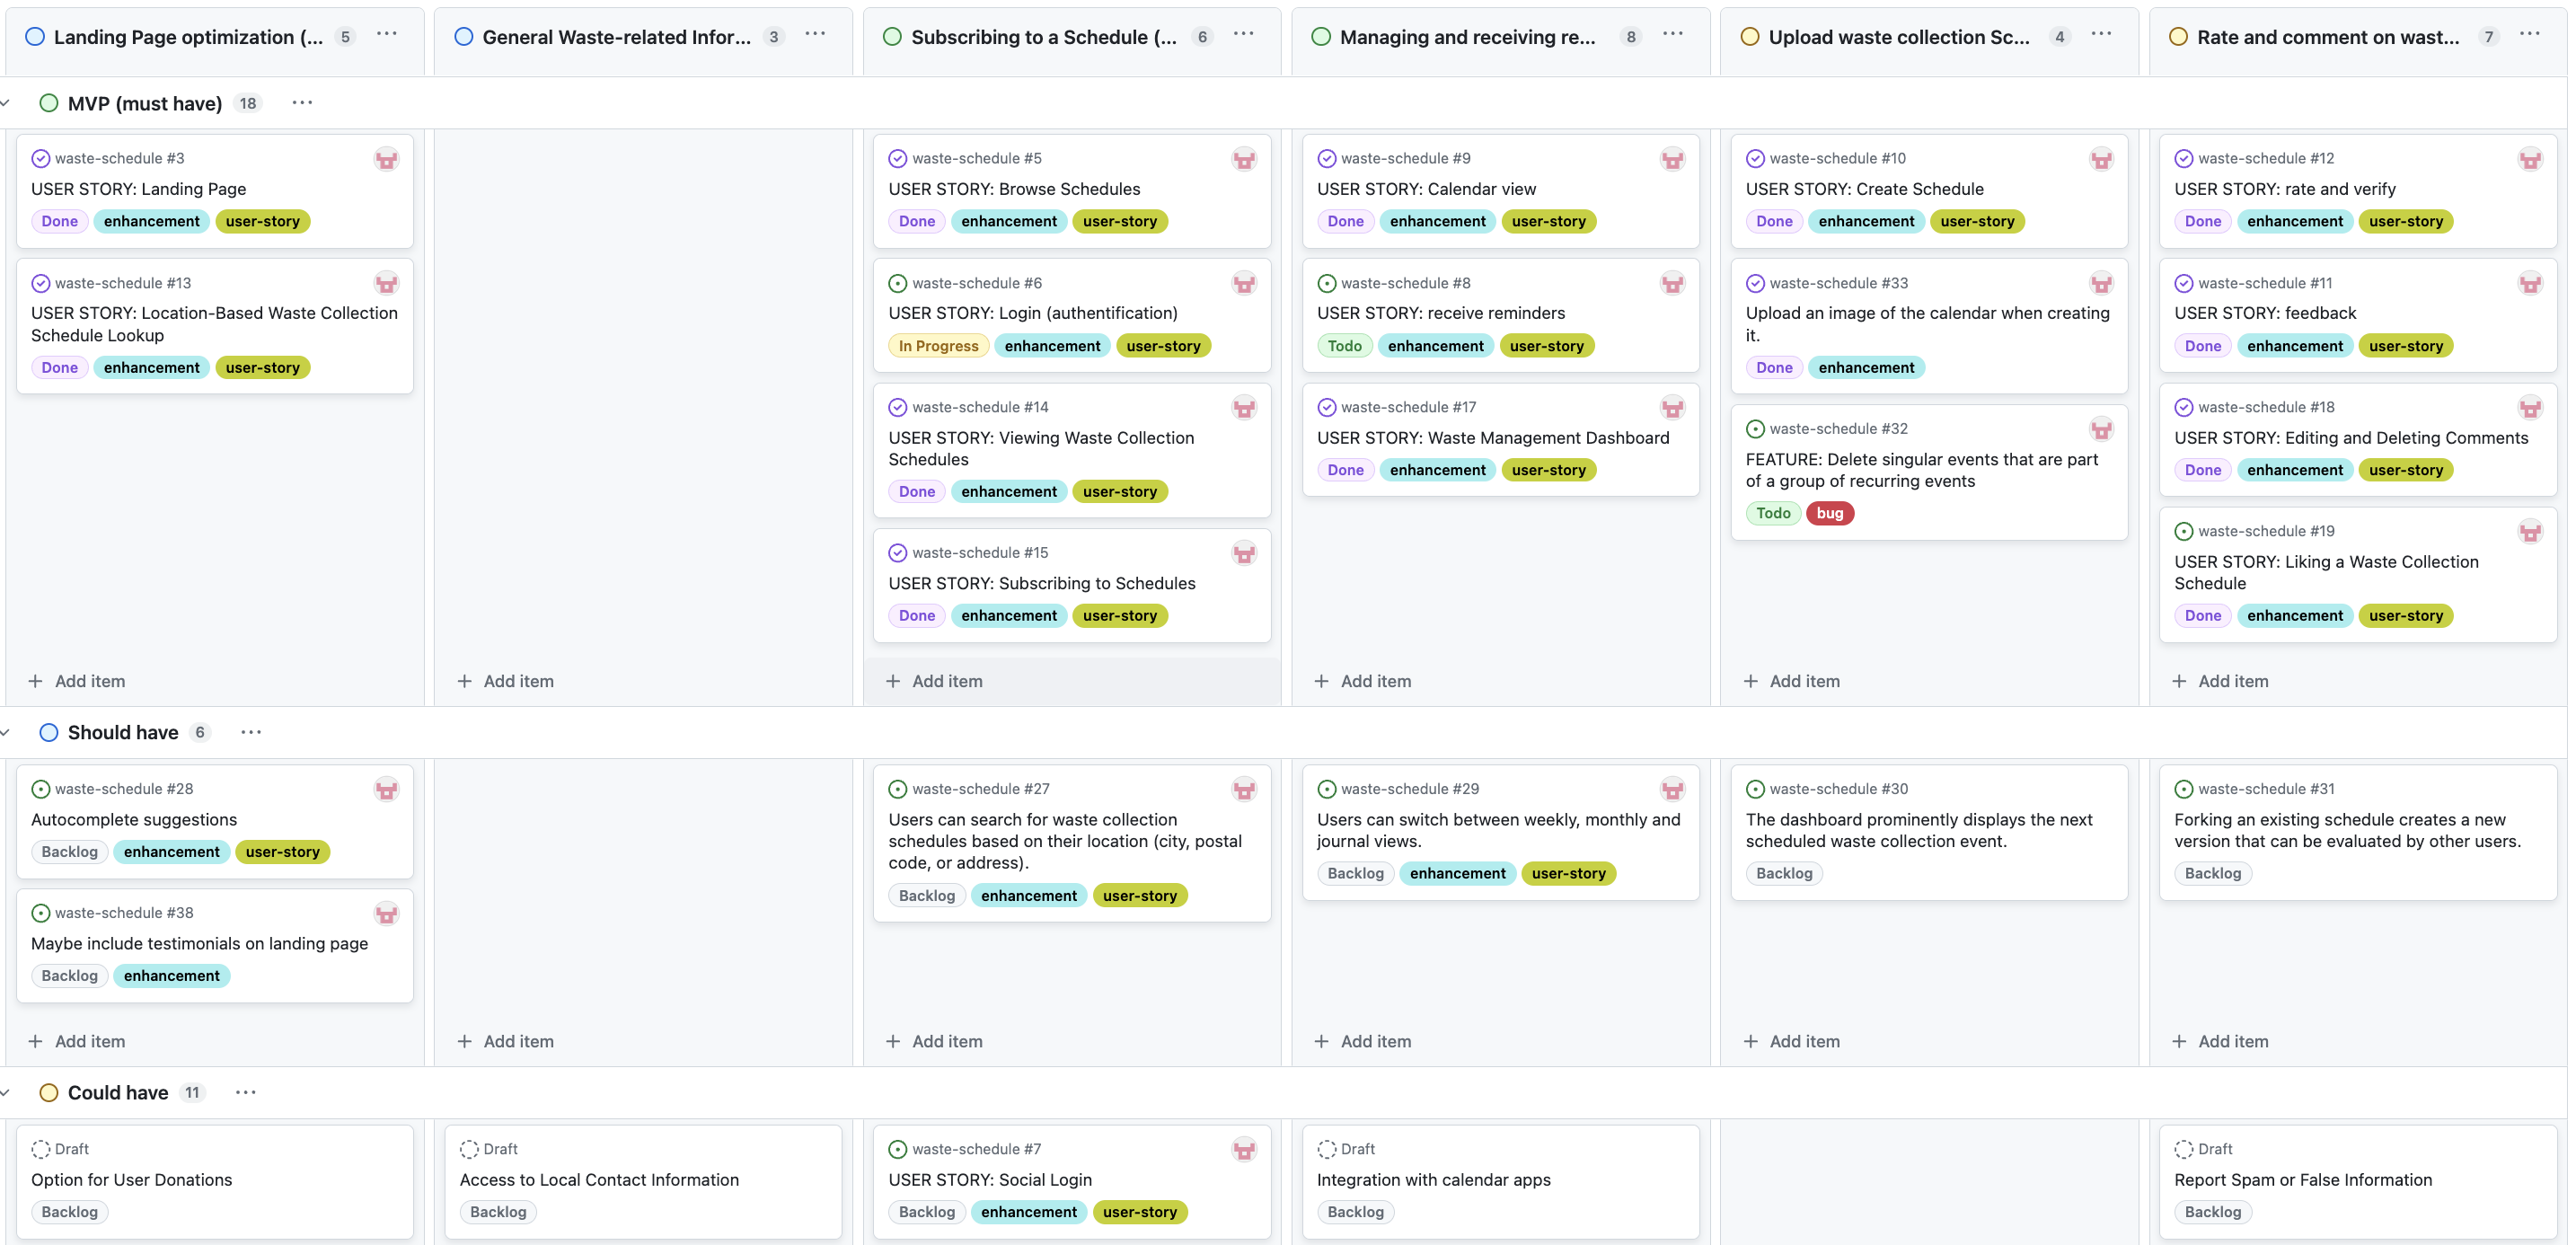 Landing Page optimization (... 5 ...
General Waste-related Infor... 3 ...
Subscribing to a Schedule (... 6 ...
Managing and receiving re... 8 ...
Upload waste collection Sc... 4 ...
Rate and comment on wast... 7 ...
MVP (must have) 18 ...
waste-schedule #3
USER STORY: Landing Page
Done enhancement user-story
waste-schedule #13
USER STORY: Location-Based Waste Collection
Schedule Lookup
Done enhancement user-story
+ Add item
+ Add item
waste-schedule #5
USER STORY: Browse Schedules
Done enhancement user-story
waste-schedule #6
USER STORY: Login (authentification)
In Progress enhancement user-story
waste-schedule #14
USER STORY: Viewing Waste Collection
Schedules
Done enhancement user-story
waste-schedule #15
USER STORY: Subscribing to Schedules
Done enhancement user-story
+ Add item
waste-schedule #9
USER STORY: Calendar view
Done enhancement user-story
waste-schedule #8
USER STORY: receive reminders
Todo enhancement user-story
waste-schedule #17
USER STORY: Waste Management Dashboard
Done enhancement user-story
+ Add item
waste-schedule #10
USER STORY: Create Schedule
Done enhancement user-story
waste-schedule #33
Upload an image of the calendar when creating
it.
Done enhancement
waste-schedule #32
FEATURE: Delete singular events that are part
of a group of recurring events
Todo bug
+ Add item
waste-schedule #12
USER STORY: rate and verify
Done enhancement user-story
waste-schedule #11
USER STORY: feedback
Done enhancement user-story
waste-schedule #18
USER STORY: Editing and Deleting Comments
Done enhancement user-story
waste-schedule #19
USER STORY: Liking a Waste Collection
Schedule
Done enhancement user-story
+ Add item
Should have 6 ...
waste-schedule #28
Autocomplete suggestions
Backlog enhancement user-story
waste-schedule #38
Maybe include testimonials on landing page
Backlog enhancement
+ Add item
+ Add item
waste-schedule #27
Users can search for waste collection
schedules based on their location (city, postal
code, or address).
Backlog enhancement user-story
+ Add item
waste-schedule #29
Users can switch between weekly, monthly and
journal views.
Backlog enhancement user-story
+ Add item
waste-schedule #30
The dashboard prominently displays the next
scheduled waste collection event.
Backlog
+ Add item
waste-schedule #31
Forking an existing schedule creates a new
version that can be evaluated by other users.
Backlog
+ Add item
Could have 11 ...
Draft
Option for User Donations
Backlog
Draft
Access to Local Contact Information
Backlog
waste-schedule #7
USER STORY: Social Login
Backlog enhancement user-story
Draft
Integration with calendar apps
Backlog
Draft
Report Spam or False Information
Backlog